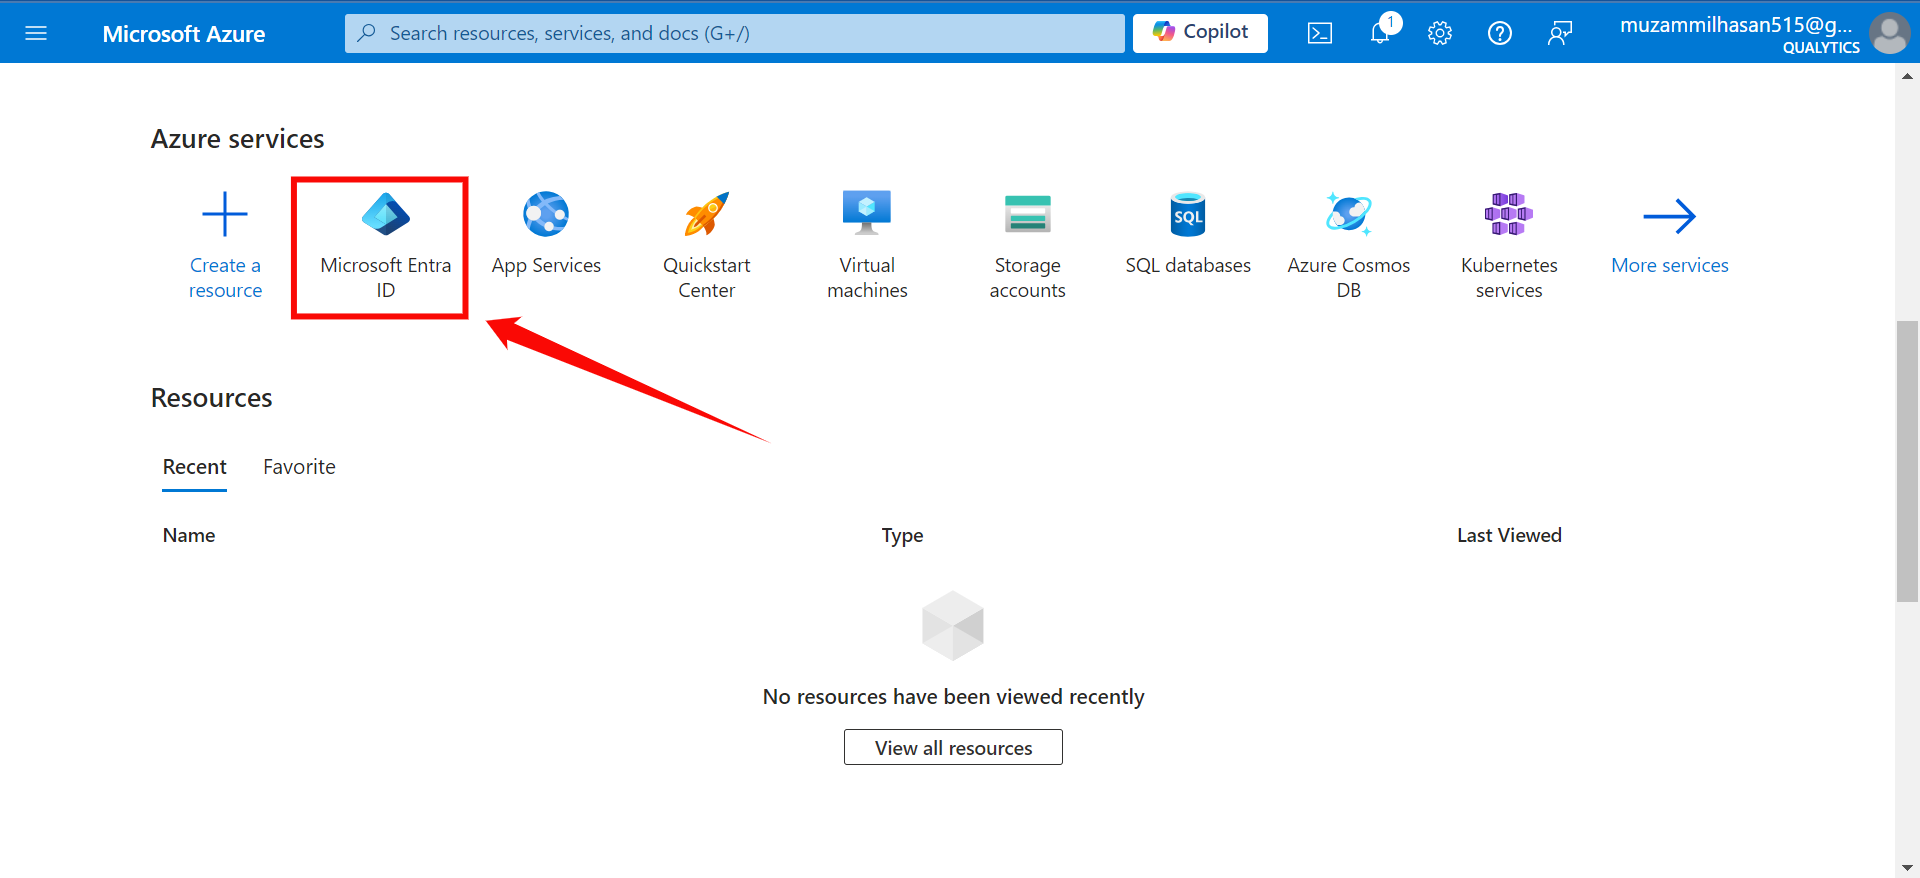 Microsoft Azure
Search resources, services, and docs (G+/)
Copilot
1
muzammilhasan515@g...
QUALYTICS
Azure services
Create a
resource
Microsoft Entra
ID
App Services
Quickstart
Center
Virtual
machines
Storage
accounts
SQL
SQL databases
Azure Cosmos
DB
Kubernetes
services
More services
Resources
Recent Favorite
Name Type Last Viewed
No resources have been viewed recently
View all resources